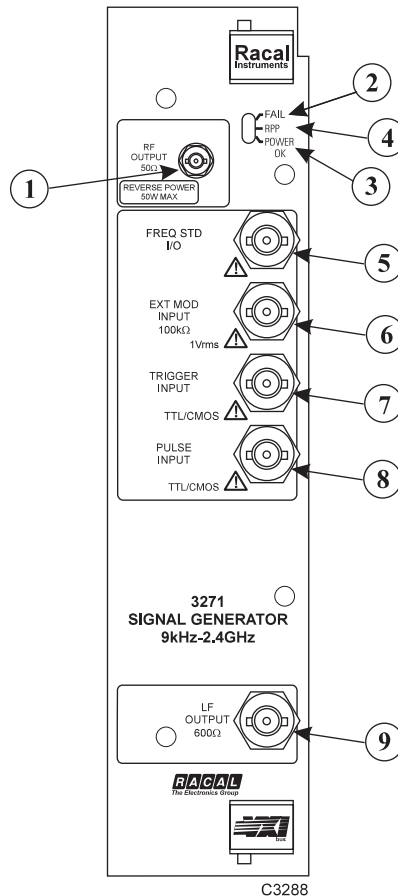 Racal
Instruments
2
FAIL
RPP
4
POWER
OK
3
RF
OUTPUT
50Ω
1
REVERSE POWER
50W MAX
FREQ STD
I/O
5
EXT MOD
INPUT
100kΩ
1Vrms
6
TRIGGER
INPUT
TTL/CMOS
7
PULSE
INPUT
TTL/CMOS
8
3271
SIGNAL GENERATOR
9kHz-2.4GHz
LF
OUTPUT
600Ω
9
RACAL
The Electronics Group
VXI
bus
C3288